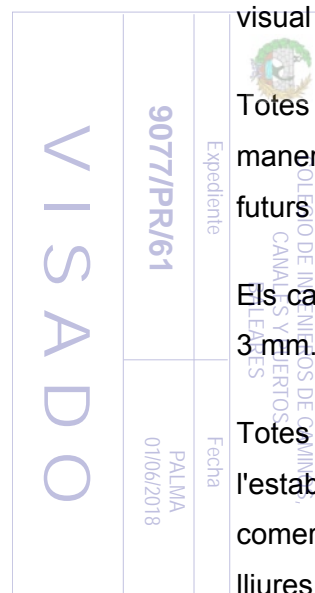 visual
Totes
maner
futurs
Els ca
3 mm.
Totes
l'estab
comer
lliures
VISADO
9077/PR/61
Expediente
PALMA
01/06/2018
Fecha
COLEGIO DE INGENIEROS DE CAMINOS,
CANALES Y PUERTOS
BALEARES